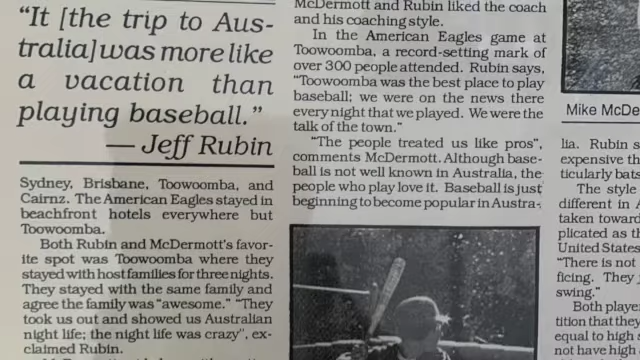 “It [the trip to Aus-
tralia] was more like
a vacation than
playing baseball.”
— Jeff Rubin
Sydney, Brisbane, Toowoomba, and
Cairnz. The American Eagles stayed in
beachfront hotels everywhere but
Toowoomba.
Both Rubin and McDermott's favor-
ite spot was Toowoomba where they
stayed with host families for three nights.
They stayed with the same family and
agree the family was “awesome.” “They
took us out and showed us Australian
night life; the night life was crazy”, ex-
claimed Rubin.
McDermott and Rubin liked the coach
and his coaching style.
In the American Eagles game at
Toowoomba, a record-setting mark of
over 300 people attended. Rubin says,
“Toowoomba was the best place to play
baseball; we were on the news there
every night that we played. We were the
talk of the town.”
“The people treated us like pros”,
comments McDermott. Although base-
ball is not well known in Australia, the
people who play love it. Baseball is just
beginning to become popular in Austra-
Mike McDe
lia. Rubin s
expensive th
ticularly bats
The style
different in A
taken toward
plicated as th
United States
“There is not
ficing. They
swing.”
Both player
tition that they
equal to high
not have high